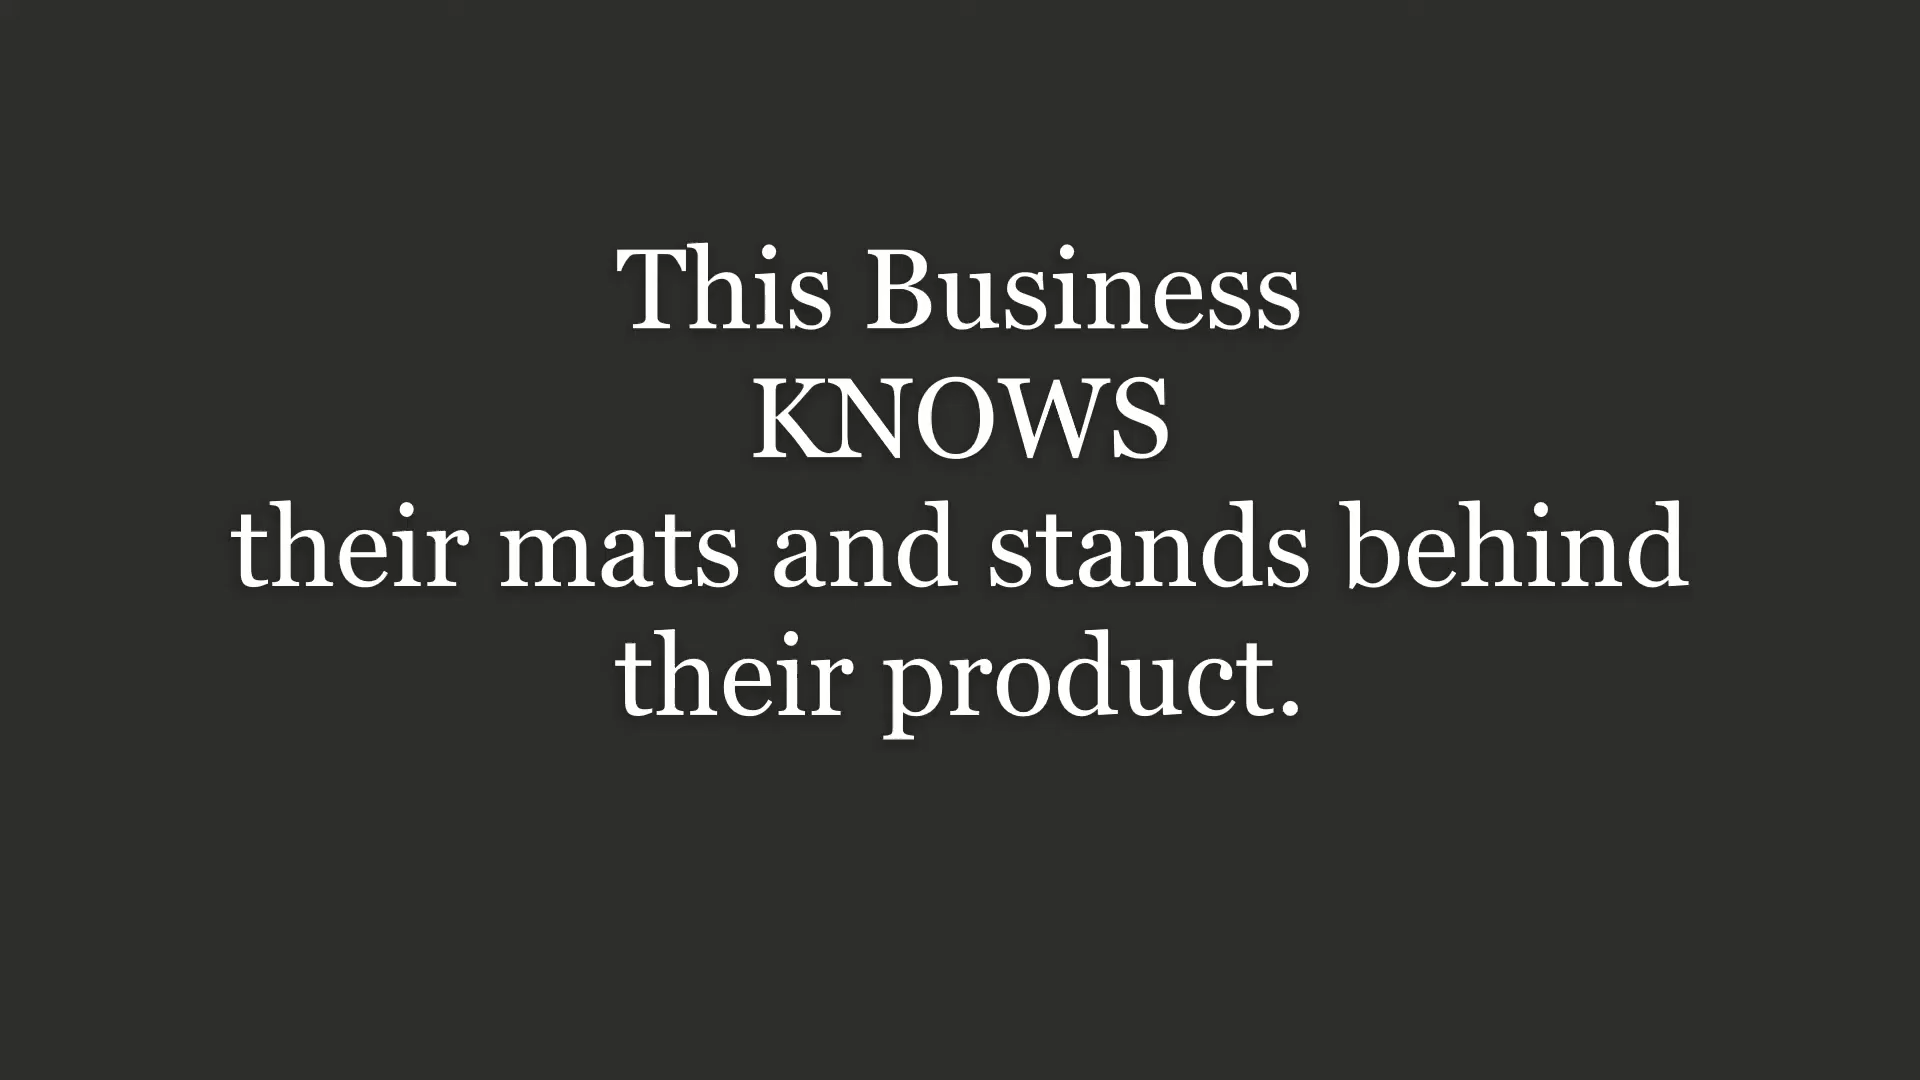 This Business
KNOWS
their mats and stands behind
their product.